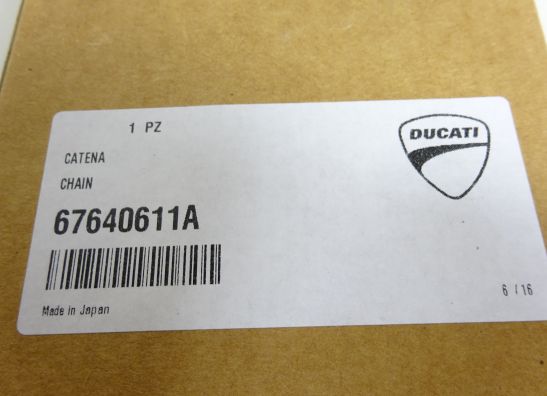 1 PZ
DUCATI
CATENA
CHAIN
67640611A
6 / 16
Made in Japan